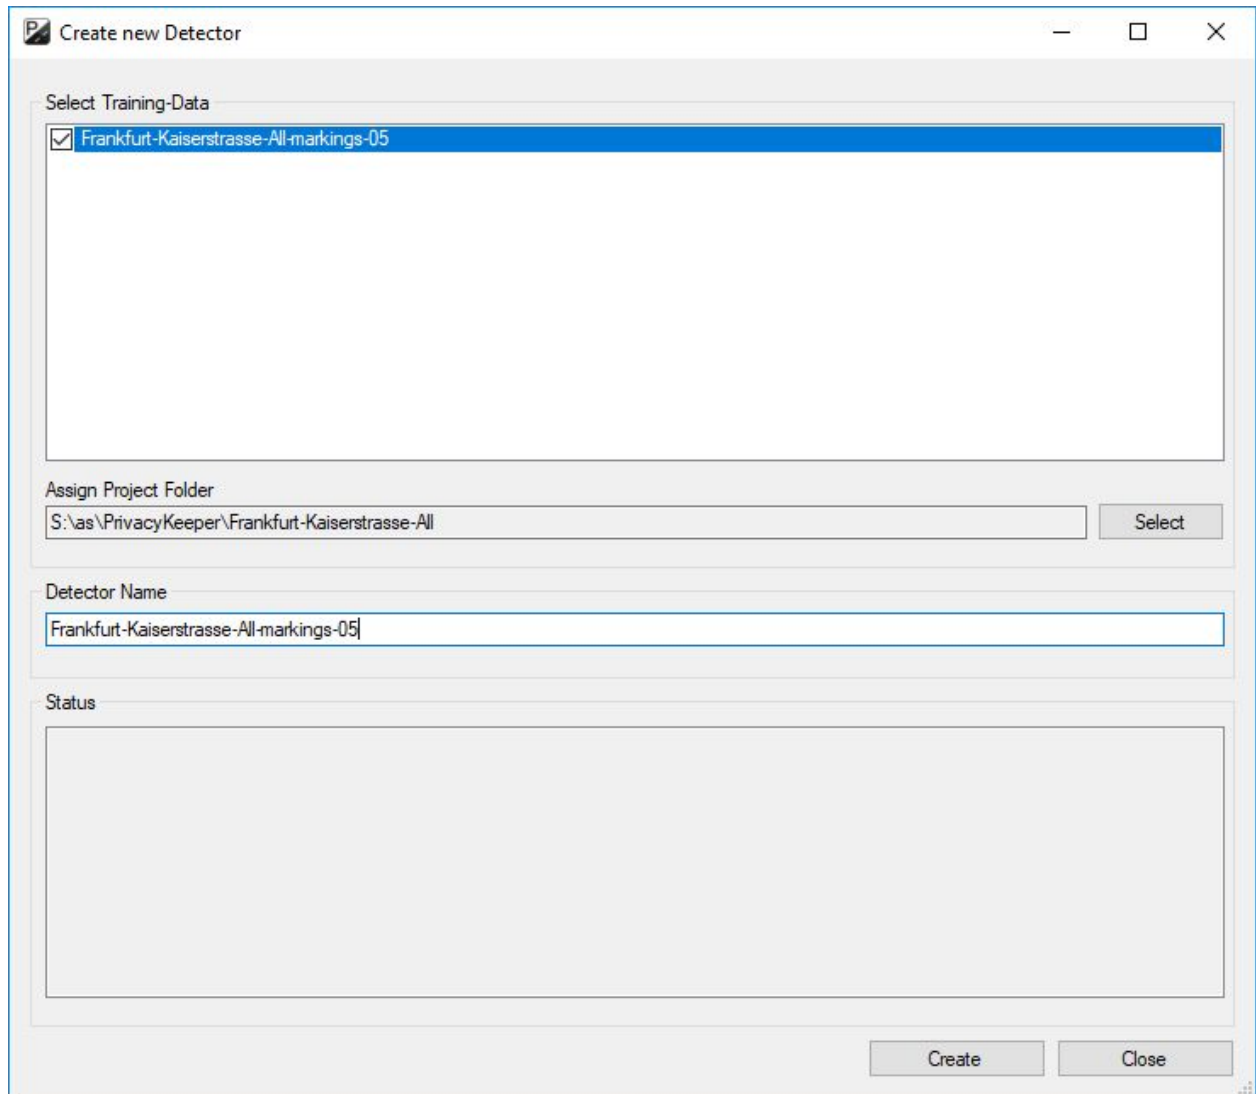 Create new Detector
Select Training-Data
Frankfurt-Kaiserstrasse-All-markings-05
Assign Project Folder
S:\as\PrivacyKeeper\Frankfurt-Kaiserstrasse-All
Select
Detector Name
Frankfurt-Kaiserstrasse-All-markings-05
Status
Create
Close